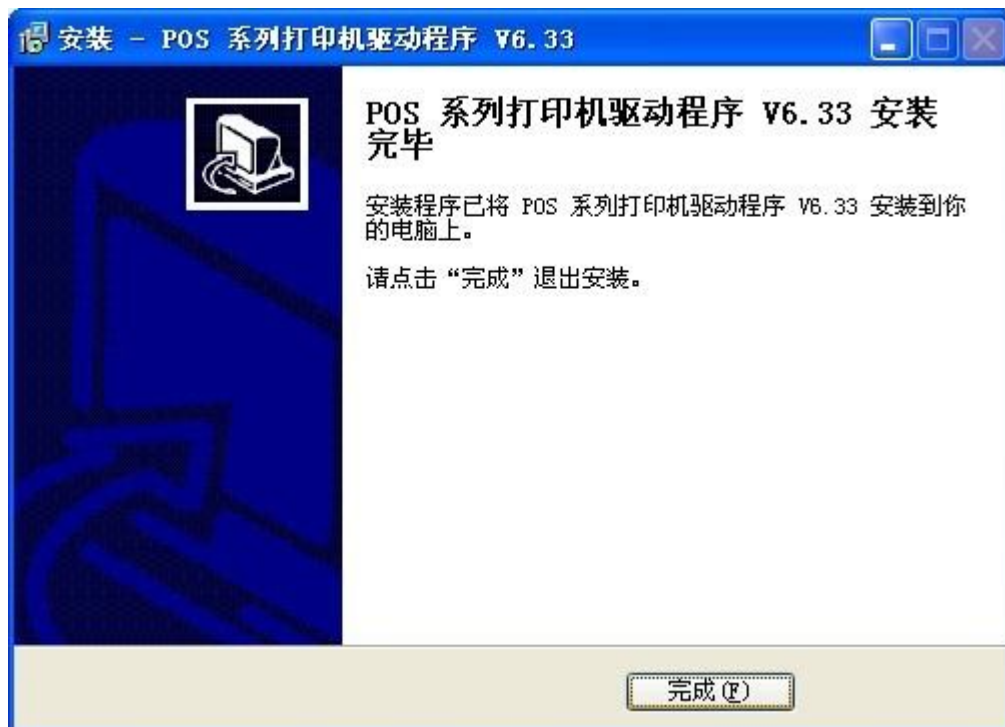 安装 - POS 系列打印机驱动程序 V6.33
POS 系列打印机驱动程序 V6.33 安装
完毕
安装程序已将 POS 系列打印机驱动程序 V6.33 安装到你
的电脑上。
请点击“完成”退出安装。
完成(F)